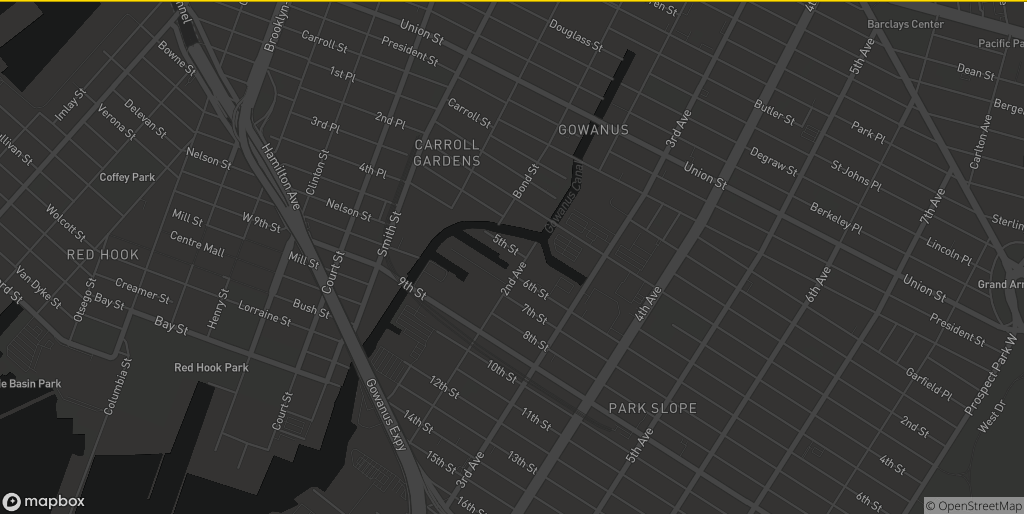 Brooklyn-
Union St
Douglass St
Barclays Center
Carroll St
President St
Pacific Pa
5th Ave
Bowne St
1st Pl
Dean St
Imlay St
Delevan St
Verona St
Carroll St
Butler St
2nd Pl
3rd Pl
GOWANUS
3rd Ave
Park Pl
Carlton Ave
CARROLL
GARDENS
Nelson St
Hamilton Ave
Clinton St
4th Pl
Bond St
Degraw St
Union St
St Johns Pl
Coffey Park
Gowanus Canal
7th Ave
Wolcott St
Mill St
W 9th St
Nelson St
Smith St
Berkeley Pl
Centre Mall
5th St
Lincoln Pl
RED HOOK
Mill St
Court St
2nd Ave
6th St
6th Ave
Van Dyke St
Otsego St
Bay St
Creamer St
Henry St
Lorraine St
Bush St
9th St
7th St
4th Ave
Union St
President St
Bay St
8th St
Red Hook Park
10th St
Prospect Park W
Garfield Pl
Columbia St
Court St
Gowanus Expy
12th St
11th St
PARK SLOPE
West Dr
14th St
2nd St
15th St
3rd Ave
13th St
5th Ave
4th St
16th St
6th St
mapbox
© OpenStreetMap